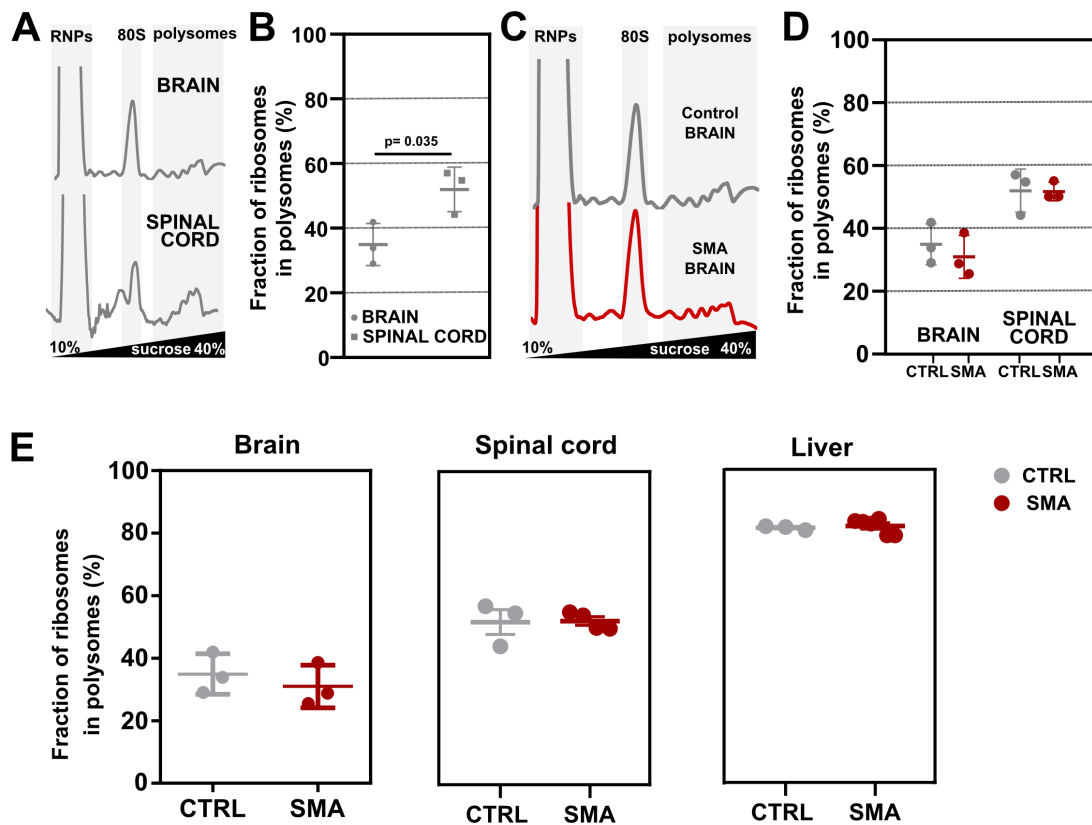 A
RNPs 80S polysomes
BRAIN
SPINAL
CORD
10% sucrose 40%
B
Fraction of ribosomes
in polysomes (%)
100
80
60
40
20
0
p= 0.035
BRAIN
SPINAL CORD
C
RNPs 80S polysomes
Control
BRAIN
SMA
BRAIN
10% sucrose 40%
D
Fraction of ribosomes
in polysomes (%)
100
80
60
40
20
0
BRAIN
SPINAL
CORD
CTRL SMA CTRL SMA
E
Brain Spinal cord Liver
Fraction of ribosomes
in polysomes (%)
100
80
60
40
20
0
CTRL SMA CTRL SMA CTRL SMA
CTRL
SMA